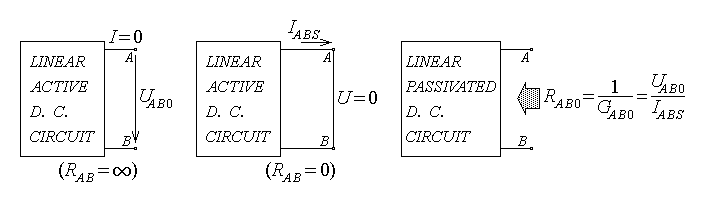 I=0
A
LINEAR
ACTIVE
D. C.
CIRCUIT
U_AB0
B
(R_AB=∞)
I_ABS
A
LINEAR
ACTIVE
D. C.
CIRCUIT
U=0
B
(R_AB=0)
A
LINEAR
PASSIVATED
D. C.
CIRCUIT
R_AB0=1/G_AB0=U_AB0/I_ABS
B